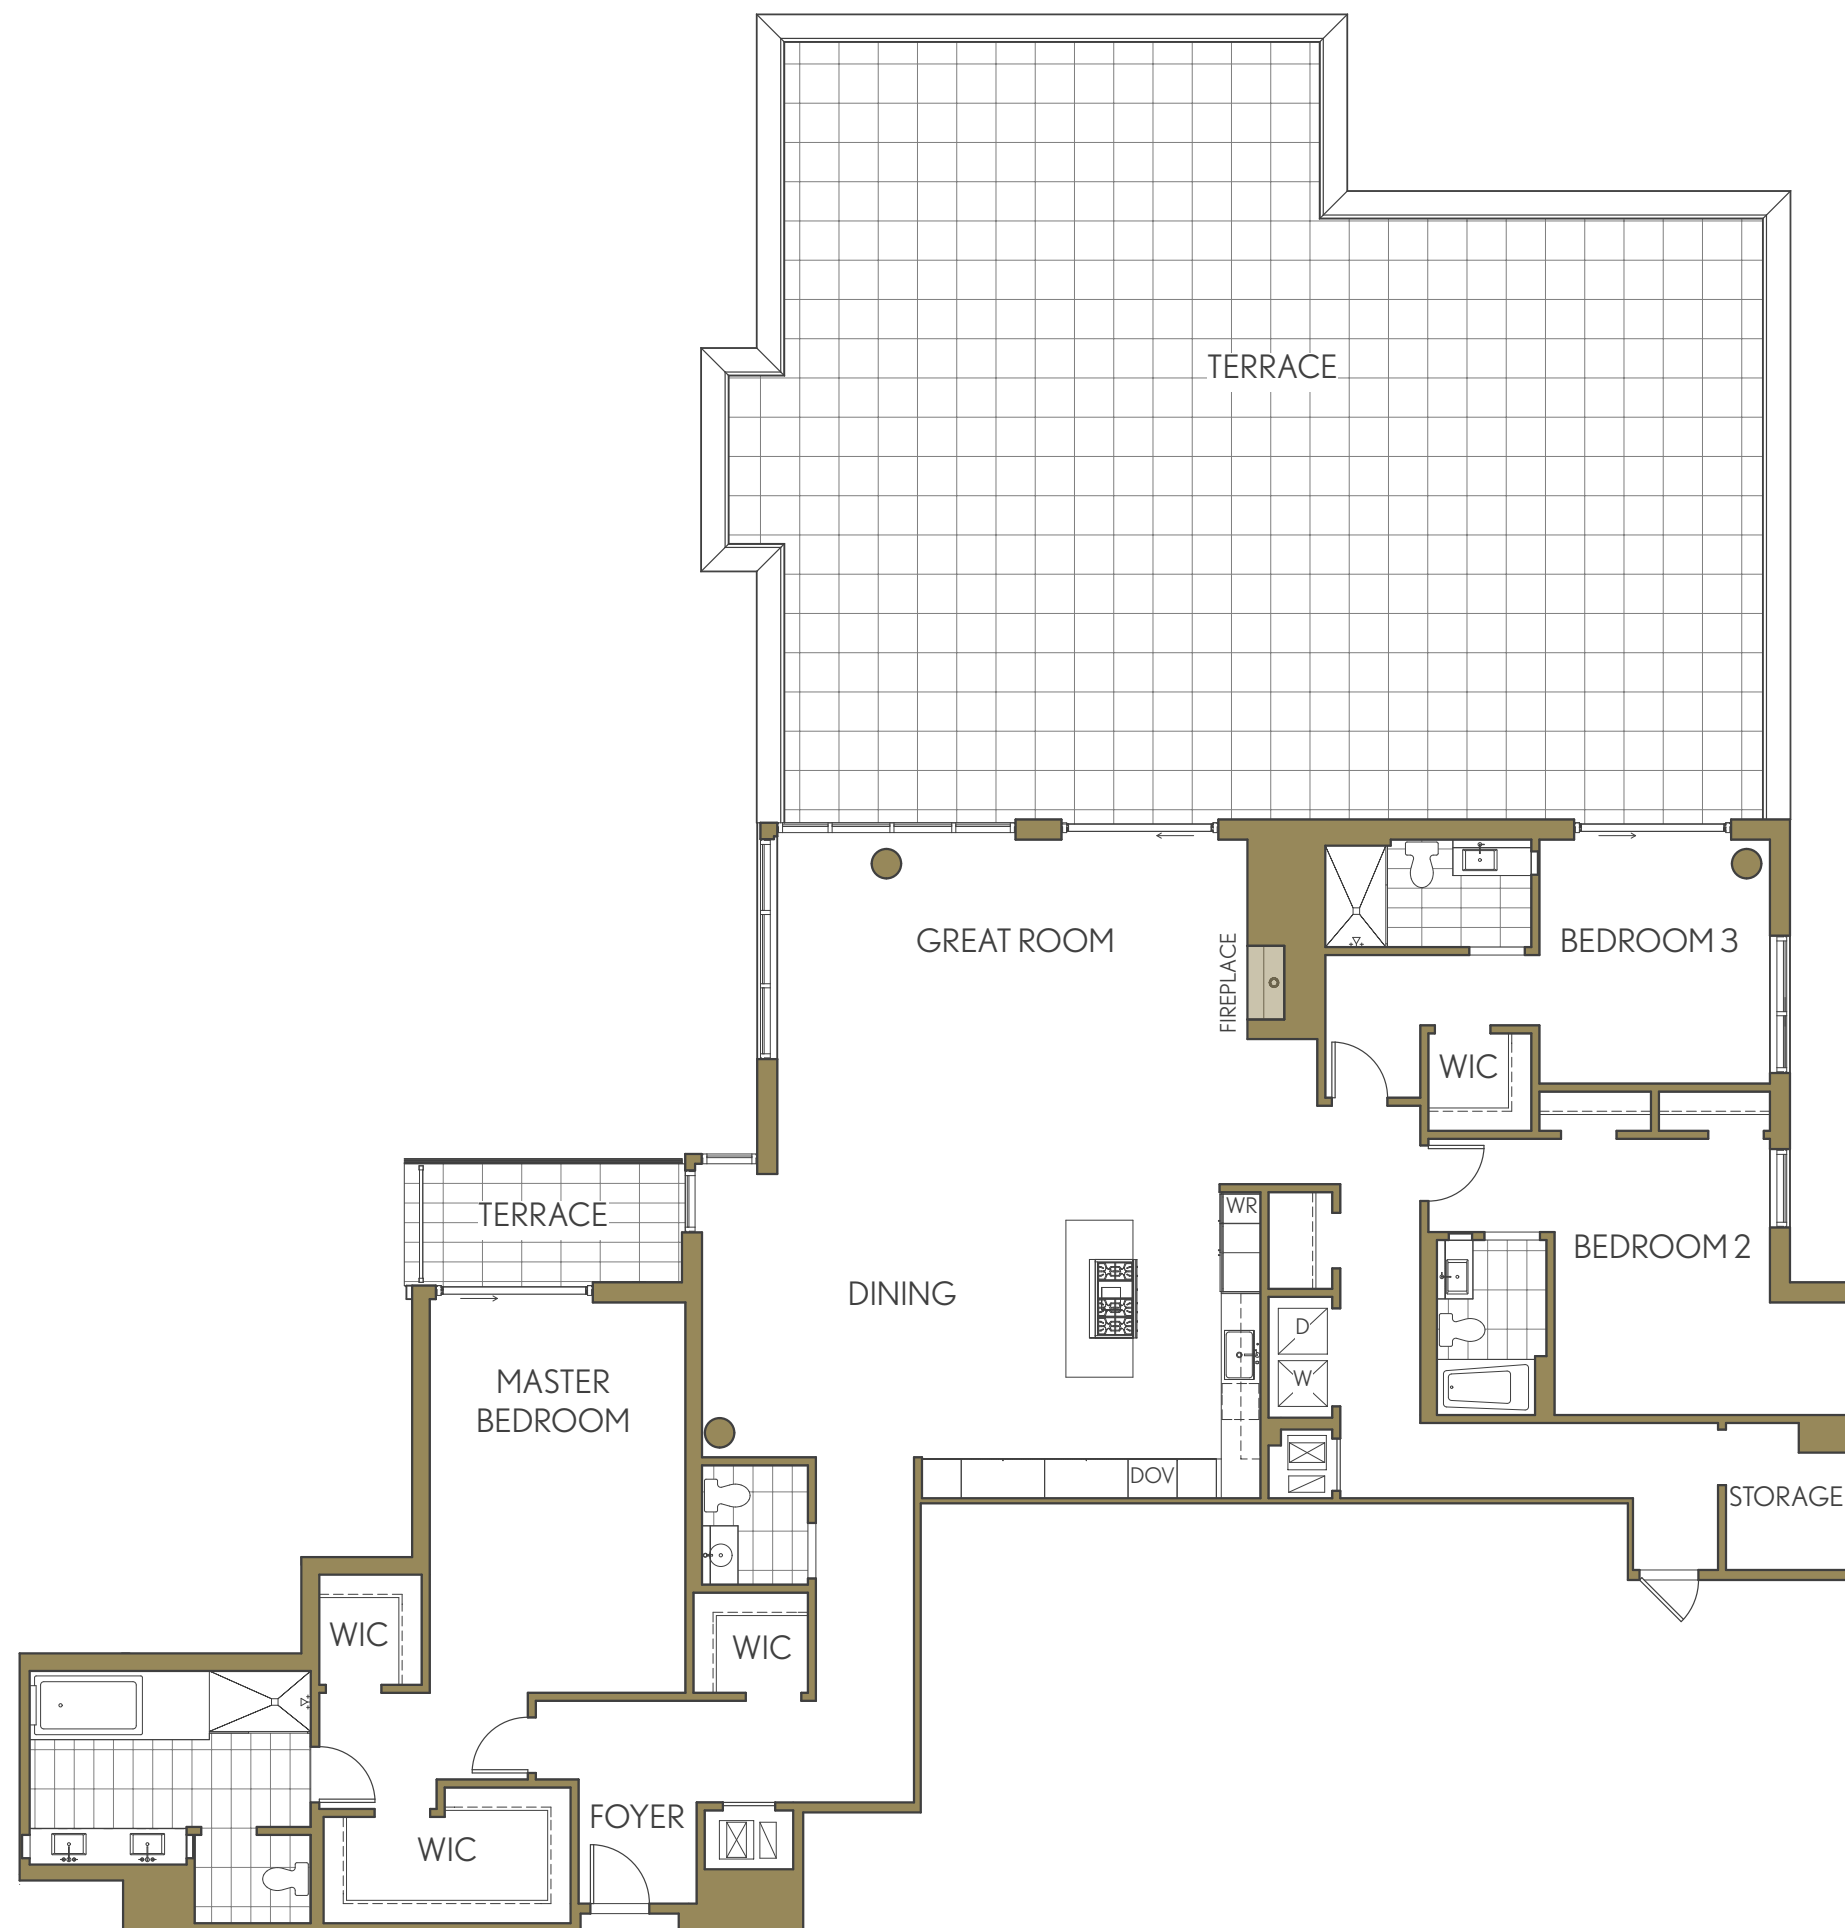 TERRACE
GREAT ROOM
FIREPLACE
BEDROOM 3
WIC
WR
TERRACE
BEDROOM 2
DINING
D
W
MASTER
BEDROOM
DOV
STORAGE
WIC
WIC
FOYER
WIC